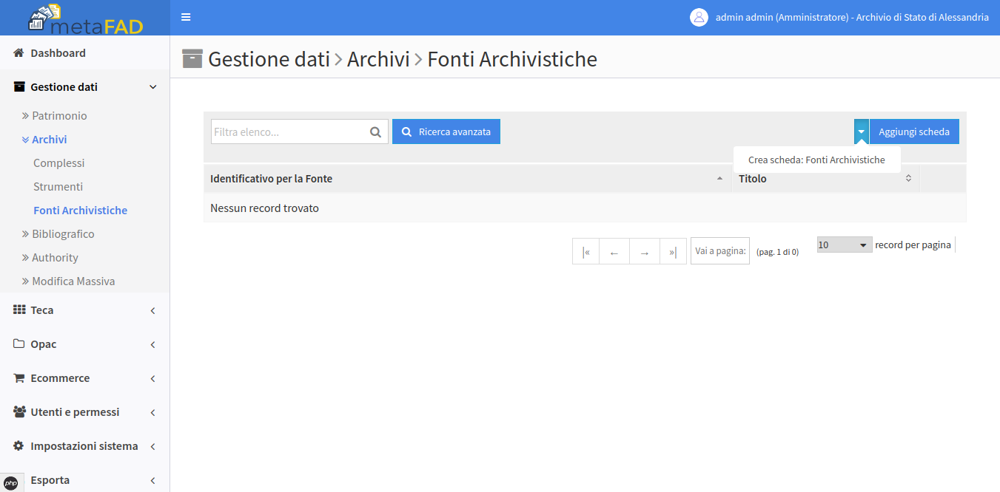 metaFAD
admin admin (Amministratore) - Archivio di Stato di Alessandria
Dashboard
Gestione dati
Patrimonio
Archivi
Complessi
Strumenti
Fonti Archivistiche
Bibliografico
Authority
Modifica Massiva
Teca
Opac
Ecommerce
Utenti e permessi
Impostazioni sistema
Esporta
php
Gestione dati > Archivi > Fonti Archivistiche
Filtra elenco...
Ricerca avanzata
Aggiungi scheda
Crea scheda: Fonti Archivistiche
Identificativo per la Fonte Titolo
Nessun record trovato
|« ← → »| Vai a pagina: (pag. 1 di 0) 10 record per pagina